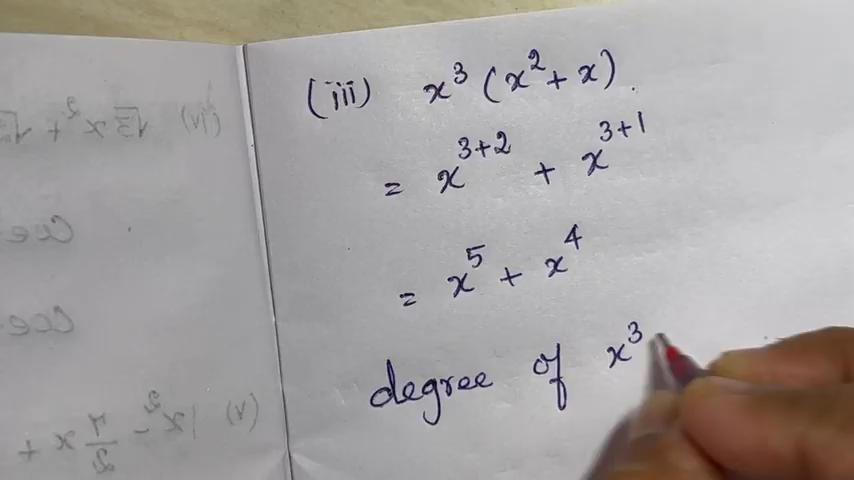 (iii) x³ (x² + x).
= x³⁺² + x³⁺¹
= x⁵ + x⁴
degree of x³